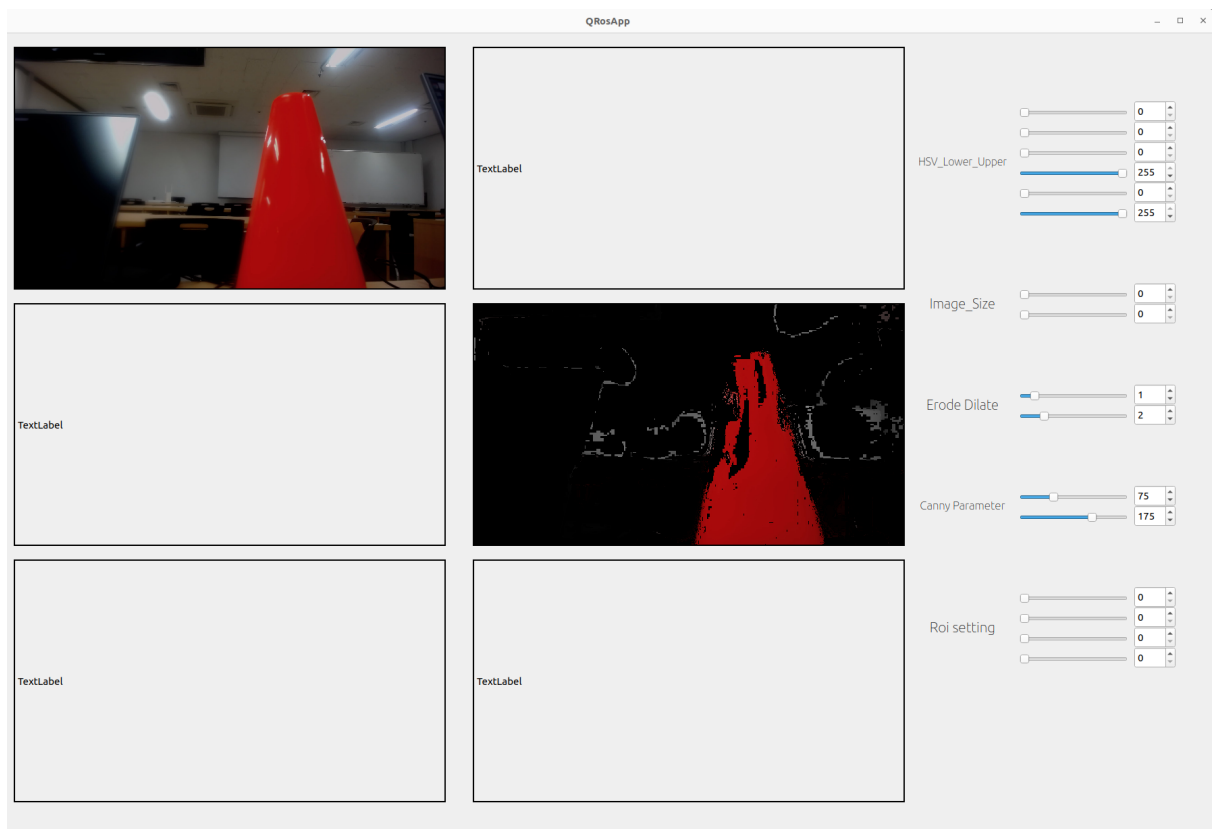 QRosApp
TextLabel
TextLabel
TextLabel
TextLabel
HSV_Lower_Upper
0
0
0
255
0
255
Image_Size
0
0
Erode Dilate
1
2
Canny Parameter
75
175
Roi setting
0
0
0
0